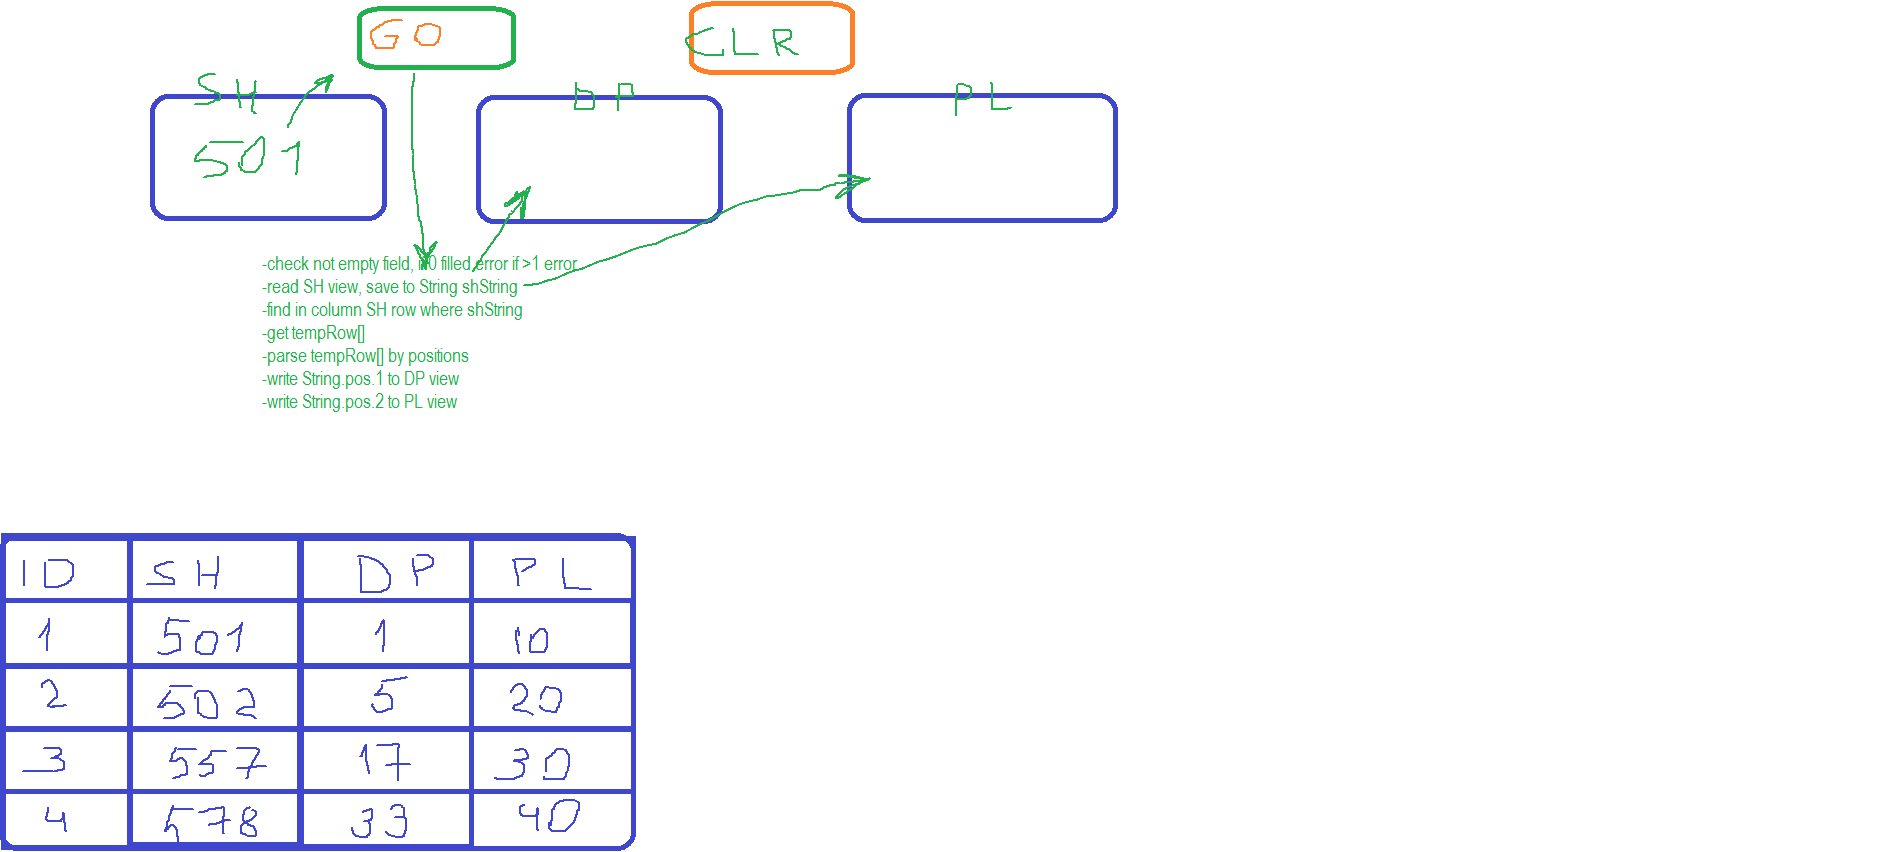 GO
CLR
SH
DP
PL
501
-check not empty field, if 0 filled error if >1 error
-read SH view, save to String shString
-find in column SH row where shString
-get tempRow[]
-parse tempRow[] by positions
-write String.pos.1 to DP view
-write String.pos.2 to PL view
ID SH DP PL
1 501 1 10
2 502 5 20
3 557 17 30
4 578 33 40